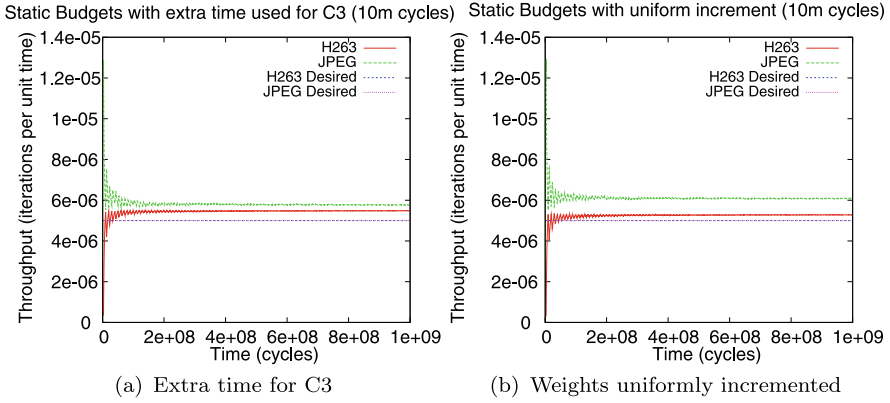 Static Budgets with extra time used for C3 (10m cycles)
Throughput (iterctions per unit time)
1.4e-05
1.2e-05
1e-05
8e-06
6e-06
4e-06
2e-06
0
H263
JPEG
H263 Desired
JPEG Desired
0 2e+08 4e+08 6e+08 8e+08 1e+09
Time (cycles)
(a) Extra time for C3
Static Budgets with uniform increment (10m cycles)
Throughput (iterctions per unit time)
1.4e-05
1.2e-05
1e-05
8e-06
6e-06
4e-06
2e-06
0
H263
JPEG
H263 Desired
JPEG Desired
0 2e+08 4e+08 6e+08 8e+08 1e+09
Time (cycles)
(b) Weights uniformly incremented